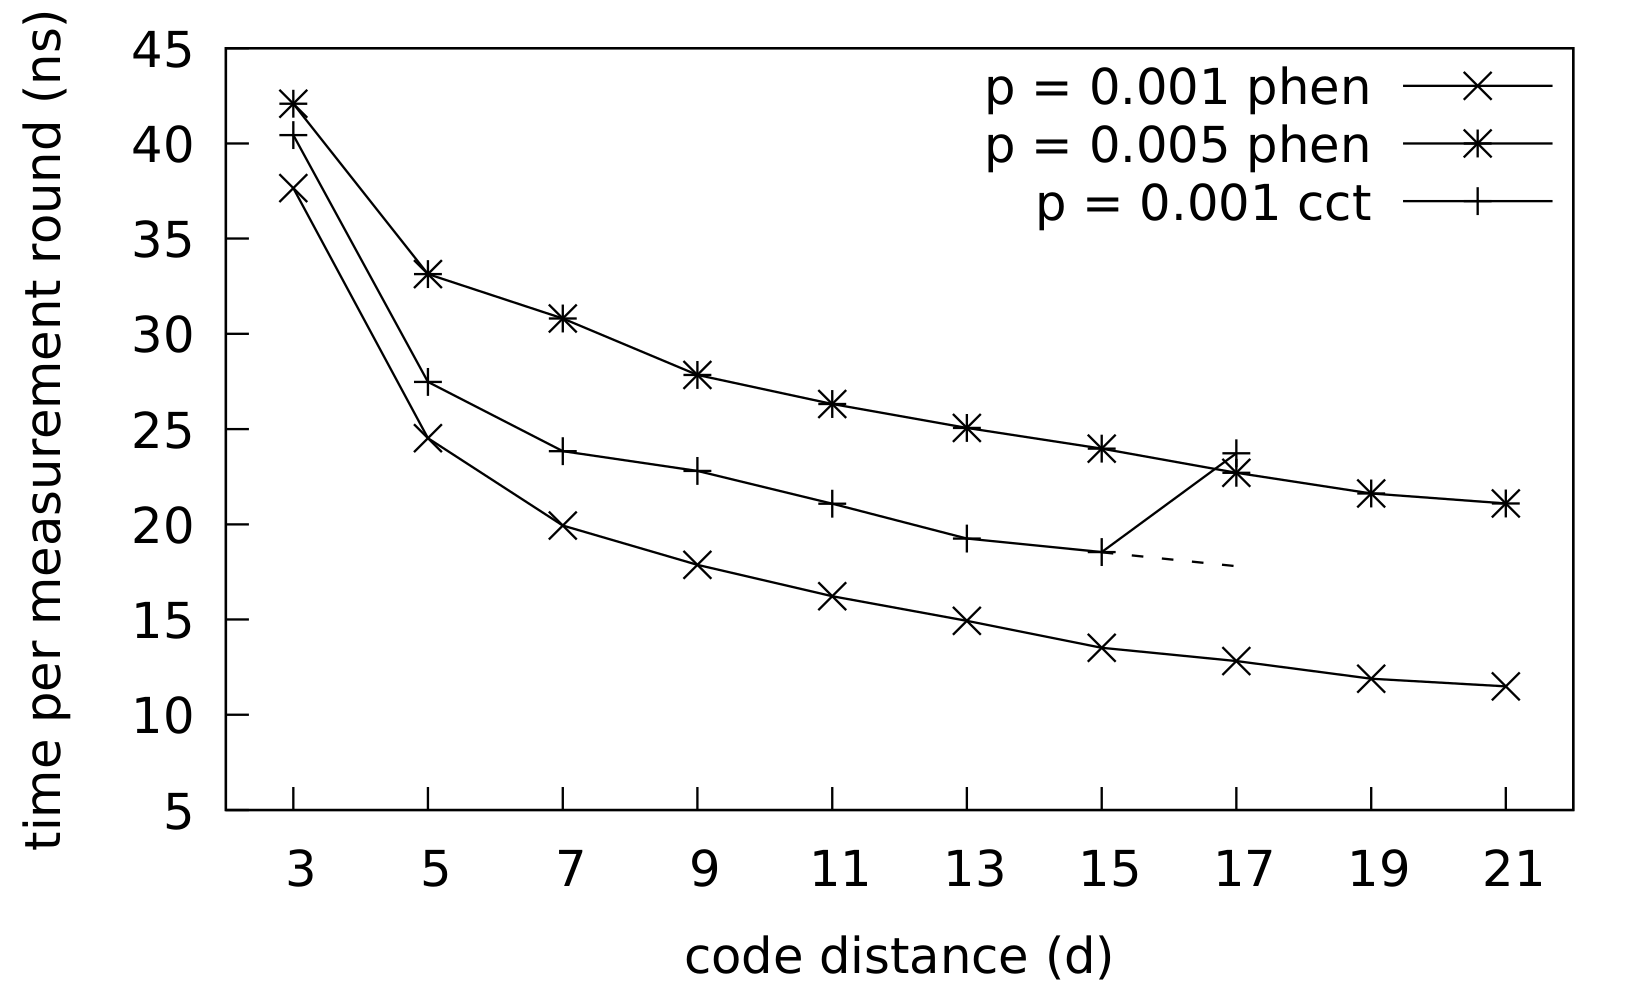 time per measurement round (ns)
45
40
35
30
25
20
15
10
5
p = 0.001 phen
p = 0.005 phen
p = 0.001 cct
3 5 7 9 11 13 15 17 19 21
code distance (d)